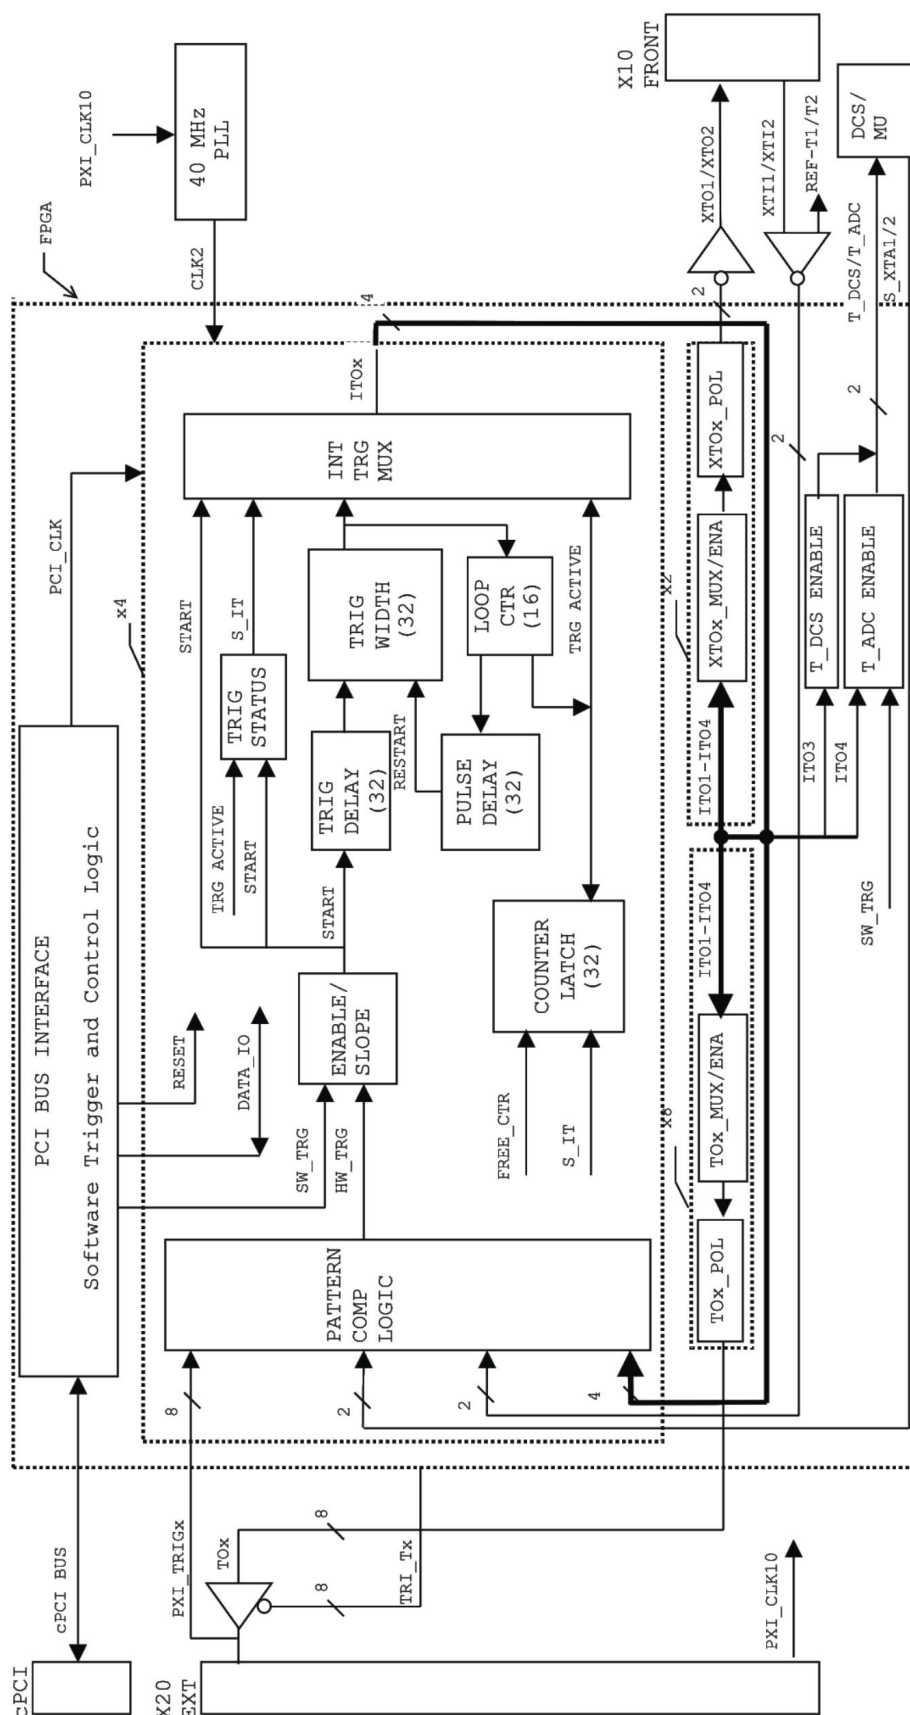 cPCI
cPCI BUS
PCI BUS INTERFACE
Software Trigger and Control Logic
PCI_CLK
FPGA
PXI_CLK10
40 MHz
PLL
CLK2
x4
RESET
DATA_IO
SW_TRG
HW_TRG
PATTERN
COMP
LOGIC
8
2
2
4
ENABLE/
SLOPE
START
TRG ACTIVE
START
START
TRIG
STATUS
S_IT
TRIG
DELAY
(32)
TRIG
WIDTH
(32)
RESTART
PULSE
DELAY
(32)
LOOP
CTR
(16)
INT
TRG
MUX
ITOx
4
FREE_CTR
S_IT
COUNTER
LATCH
(32)
TRG ACTIVE
X20
EXT
PXI_TRIGx
TOx
8
8
TRI_Tx
PXI_CLK10
x8
TOx_POL
TOx_MUX/ENA
ITO1-ITO4
ITO1-ITO4
x2
XTOx_MUX/ENA
XTOx_POL
2
XTO1/XTO2
X10
FRONT
XTI1/XTI2
REF-T1/T2
2
ITO3
ITO4
SW_TRG
T_DCS ENABLE
T_ADC ENABLE
2
T_DCS/T_ADC
S_XTA1/2
DCS/
MU